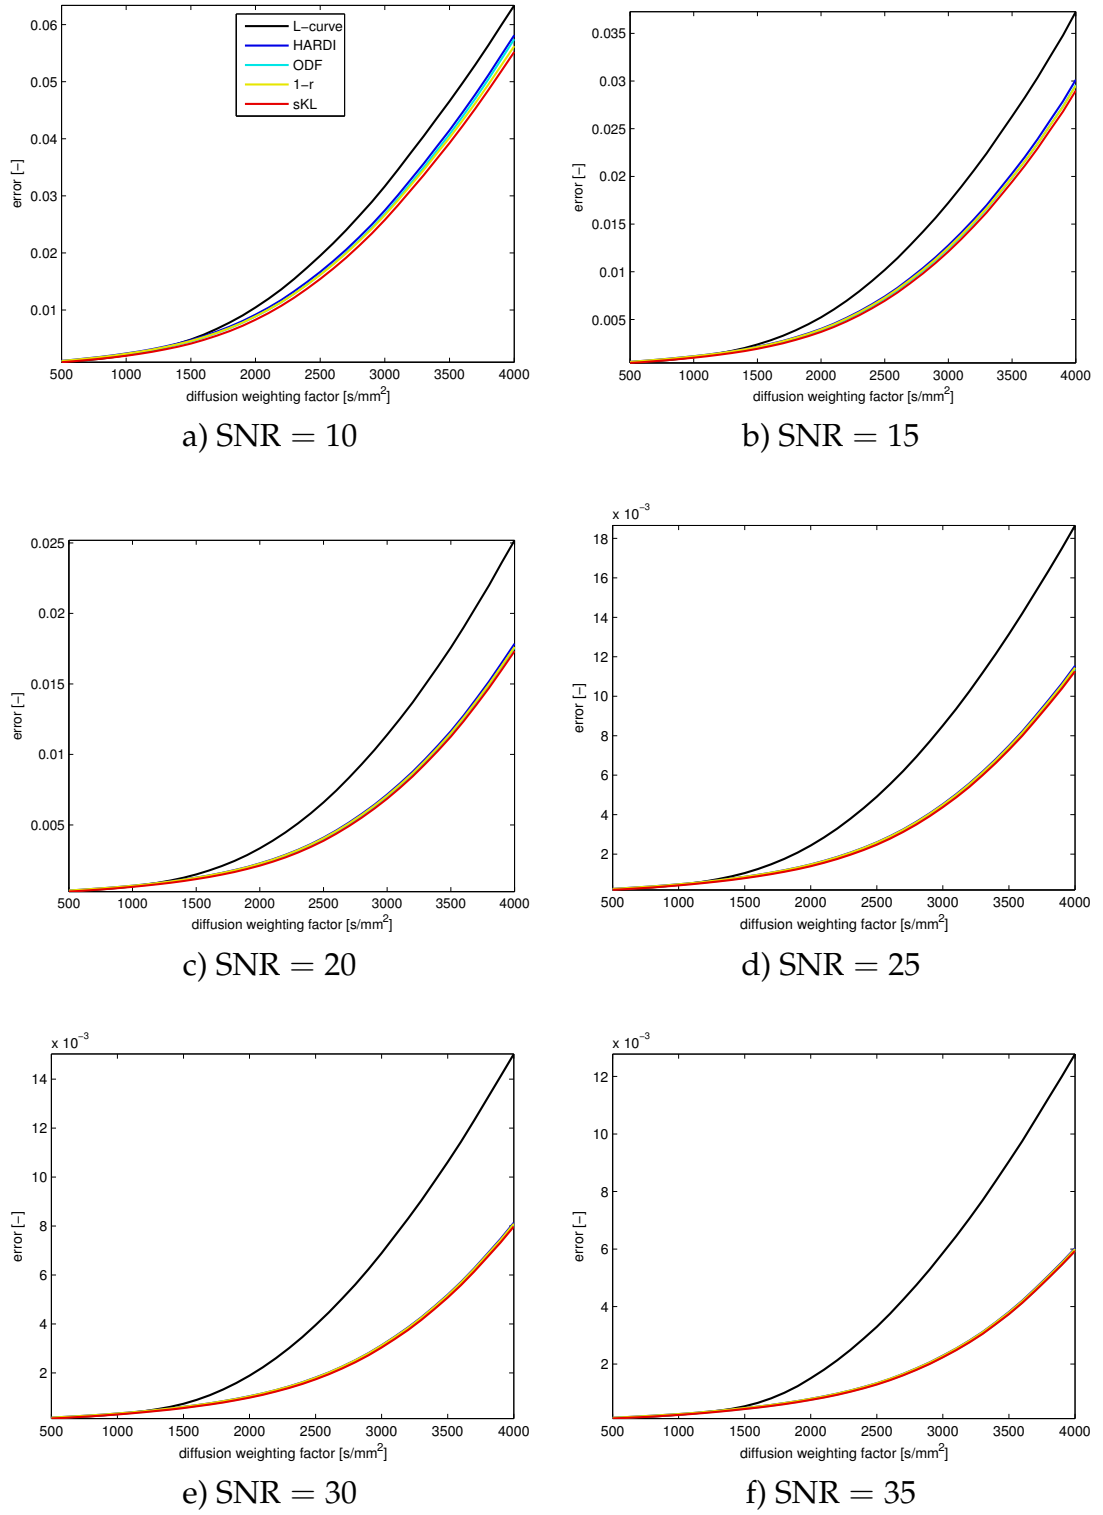 0.06
0.05
0.04
0.03
0.02
0.01
error [−]
L−curve
HARDI
ODF
1−r
sKL
500 1000 1500 2000 2500 3000 3500 4000
diffusion weighting factor [s/mm²]
a) SNR = 10
0.035
0.03
0.025
0.02
0.015
0.01
0.005
error [−]
500 1000 1500 2000 2500 3000 3500 4000
diffusion weighting factor [s/mm²]
b) SNR = 15
0.025
0.02
0.015
0.01
0.005
error [−]
500 1000 1500 2000 2500 3000 3500 4000
diffusion weighting factor [s/mm²]
c) SNR = 20
x 10⁻³
18
16
14
12
10
8
6
4
2
error [−]
500 1000 1500 2000 2500 3000 3500 4000
diffusion weighting factor [s/mm²]
d) SNR = 25
x 10⁻³
14
12
10
8
6
4
2
error [−]
500 1000 1500 2000 2500 3000 3500 4000
diffusion weighting factor [s/mm²]
e) SNR = 30
x 10⁻³
12
10
8
6
4
2
error [−]
500 1000 1500 2000 2500 3000 3500 4000
diffusion weighting factor [s/mm²]
f) SNR = 35